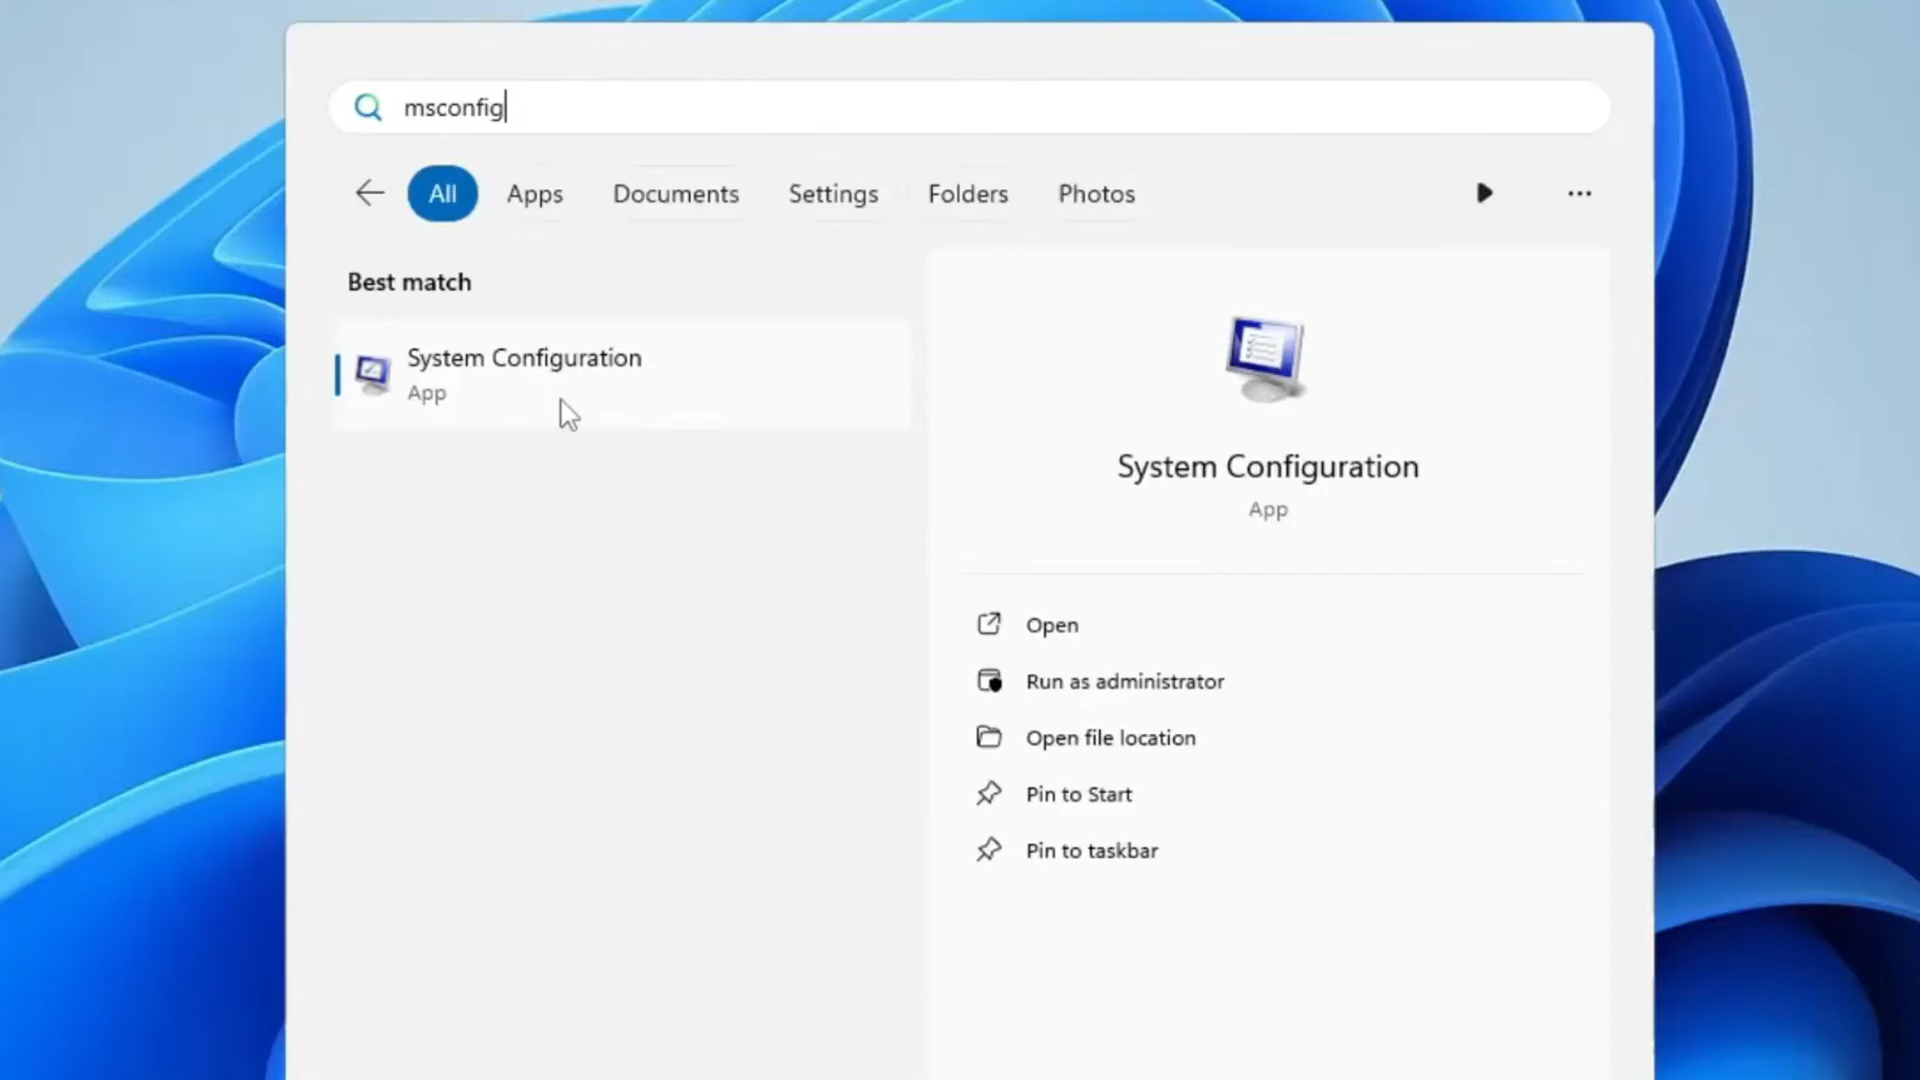 msconfig
All Apps Documents Settings Folders Photos
Best match
System Configuration
App
System Configuration
App
Open
Run as administrator
Open file location
Pin to Start
Pin to taskbar